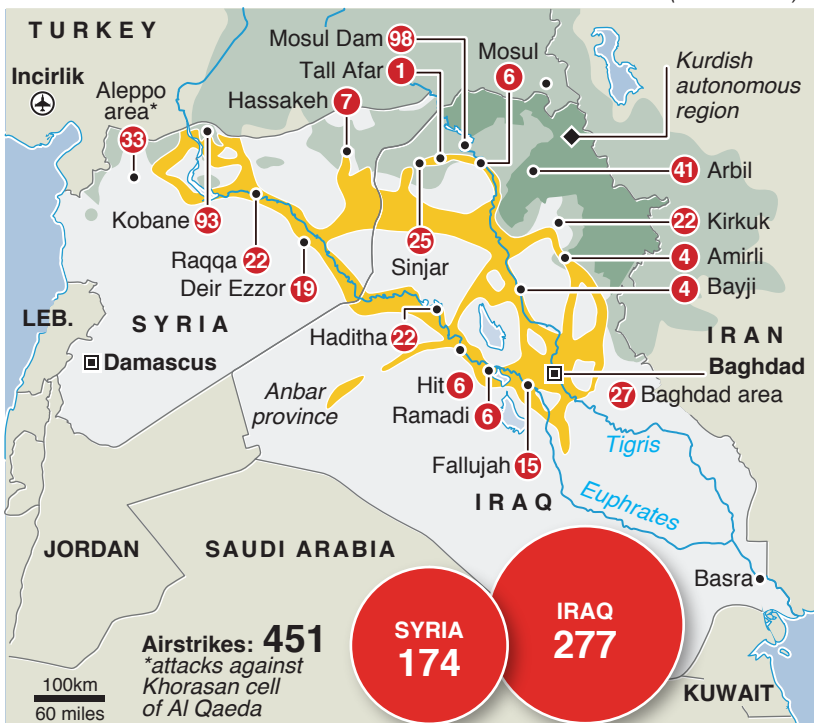 TURKEY
Incirlik
Aleppo
area*
33
Mosul Dam 98
Tall Afar 1
Hassakeh 7
Mosul
6
Kurdish
autonomous
region
41 Arbil
22 Kirkuk
4 Amirli
4 Bayji
Kobane 93
Raqqa 22
Deir Ezzor 19
25
Sinjar
LEB.
SYRIA
Damascus
Haditha
22
IRAN
Baghdad
27 Baghdad area
Anbar
province
Hit 6
Ramadi 6
Fallujah 15
Tigris
Euphrates
IRAQ
JORDAN
SAUDI ARABIA
Basra
KUWAIT
Airstrikes: 451
*attacks against
Khorasan cell
of Al Qaeda
SYRIA
174
IRAQ
277
100km
60 miles